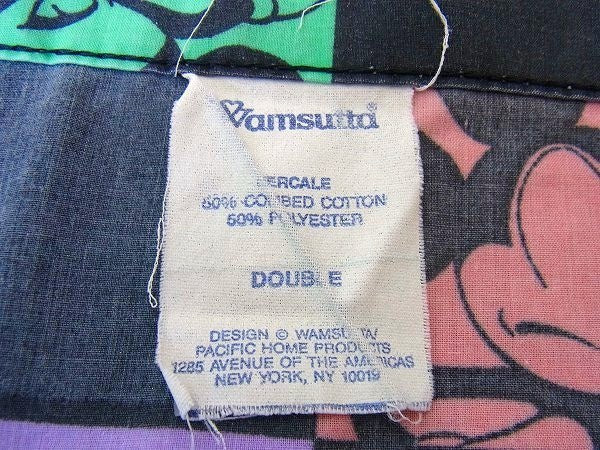 Wamsutta®
PERCALE
50% COMBED COTTON
50% POLYESTER
DOUBLE
DESIGN © WAMSUTTA/
PACIFIC HOME PRODUCTS
1285 AVENUE OF THE AMERICAS
NEW YORK, NY 10019